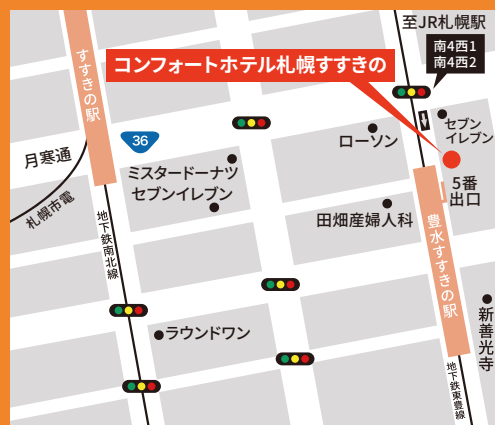 至JR札幌駅
南4西1
南4西2
コンフォートホテル札幌すすきの
すすきの駅
36
月寒通
札幌市電
ミスタードーナツ
セブンイレブン
ローソン
セブン
イレブン
5番
出口
田畑産婦人科
豊水すすきの駅
地下鉄南北線
ラウンドワン
新善光寺
地下鉄東豊線